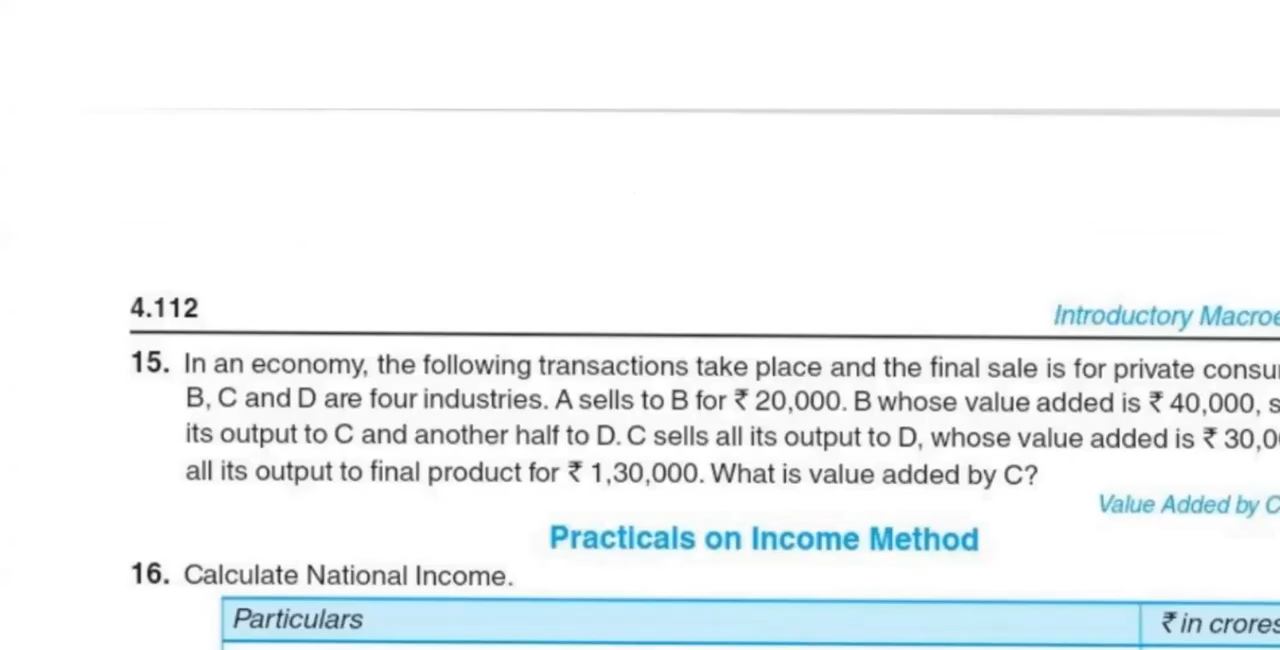 4.112
Introductory Macroe
15. In an economy, the following transactions take place and the final sale is for private consu
B, C and D are four industries. A sells to B for ₹ 20,000. B whose value added is ₹ 40,000, s
its output to C and another half to D. C sells all its output to D, whose value added is ₹ 30,0
all its output to final product for ₹ 1,30,000. What is value added by C?
Value Added by C
Practicals on Income Method
16. Calculate National Income.
Particulars ₹ in crores